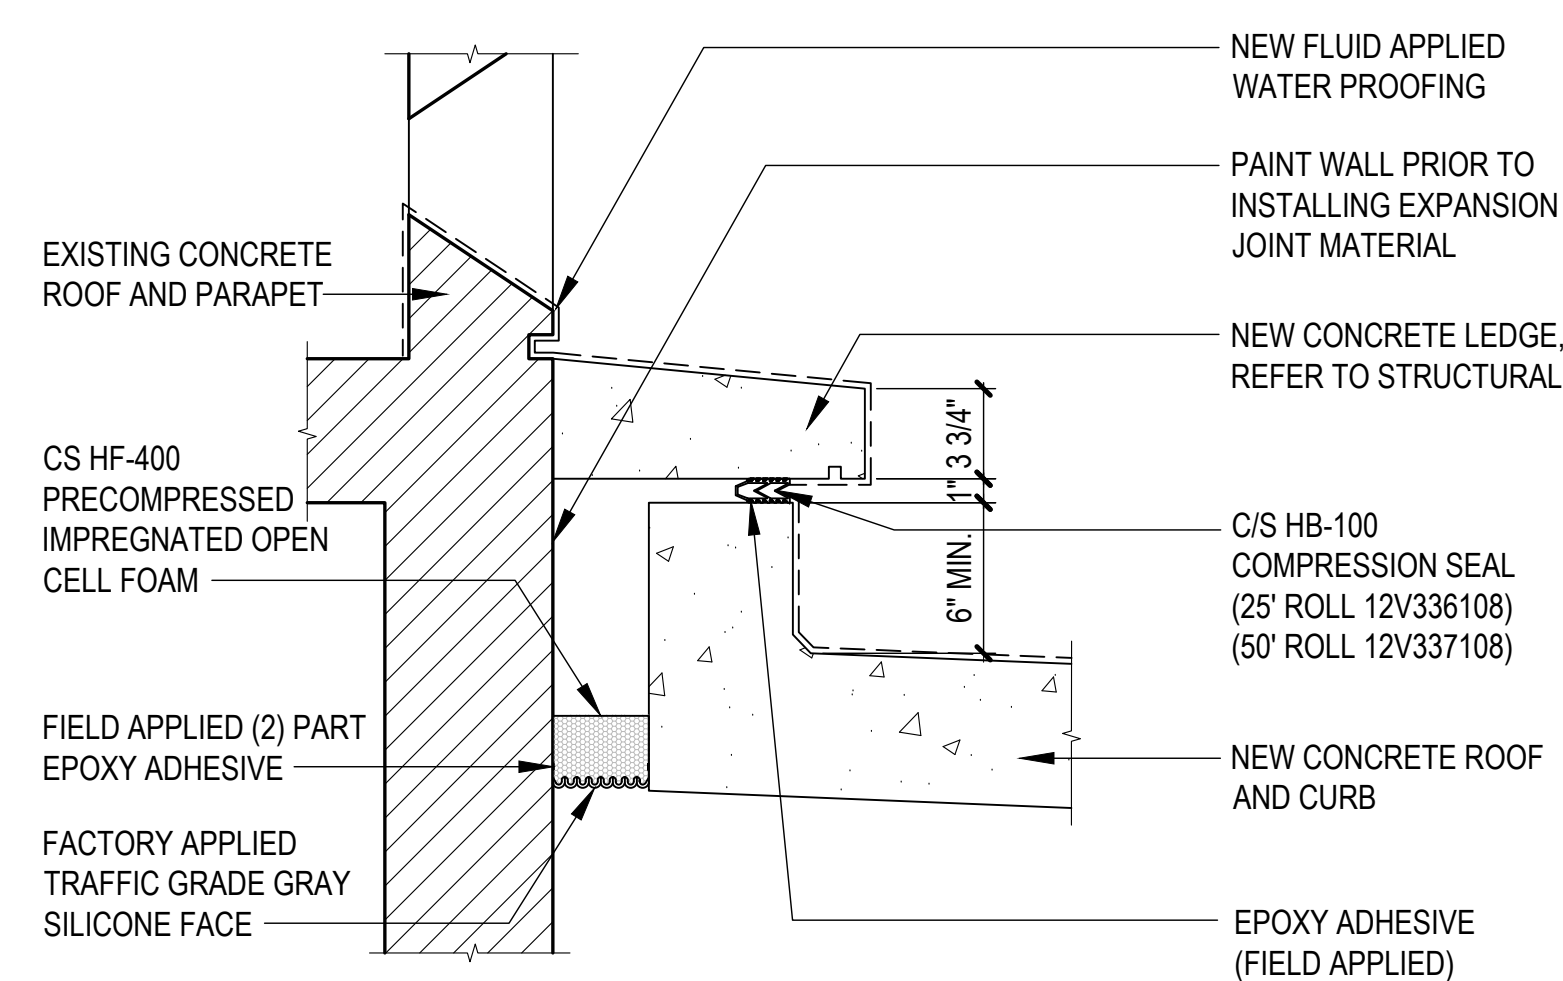 NEW FLUID APPLIED
WATER PROOFING
PAINT WALL PRIOR TO
INSTALLING EXPANSION
JOINT MATERIAL
EXISTING CONCRETE
ROOF AND PARAPET
NEW CONCRETE LEDGE,
REFER TO STRUCTURAL
3 3/4"
1"
6" MIN.
CS HF-400
PRECOMPRESSED
IMPREGNATED OPEN
CELL FOAM
C/S HB-100
COMPRESSION SEAL
(25' ROLL 12V336108)
(50' ROLL 12V337108)
FIELD APPLIED (2) PART
EPOXY ADHESIVE
NEW CONCRETE ROOF
AND CURB
FACTORY APPLIED
TRAFFIC GRADE GRAY
SILICONE FACE
EPOXY ADHESIVE
(FIELD APPLIED)